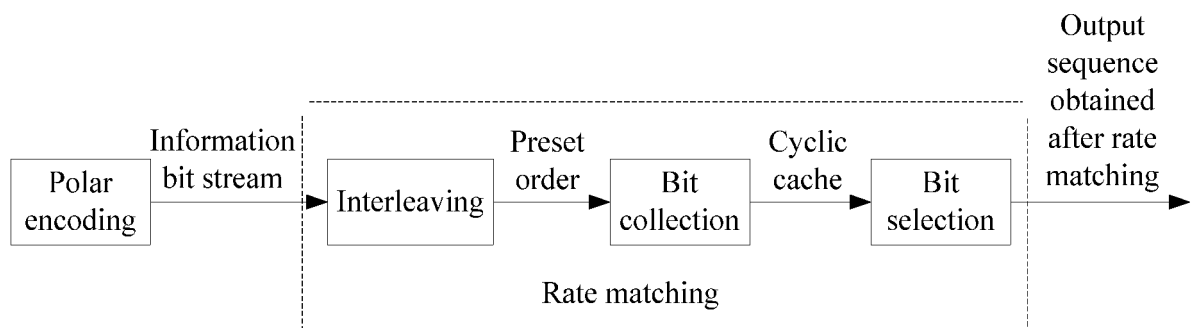 Polar
encoding
Information
bit stream
Interleaving
Preset
order
Bit
collection
Cyclic
cache
Bit
selection
Output
sequence
obtained
after rate
matching
Rate matching